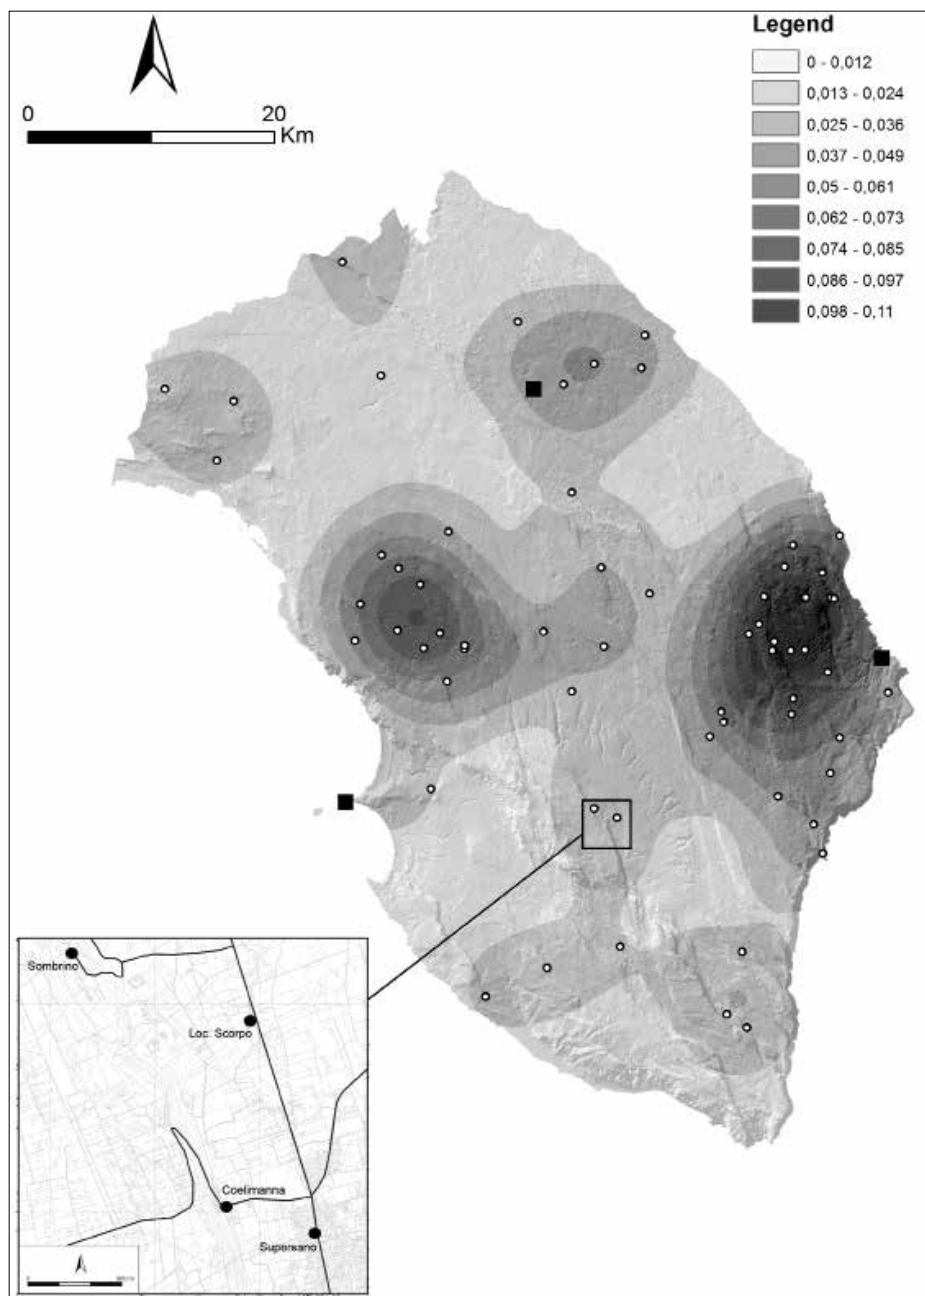 Legend
0 - 0,012
0,013 - 0,024
0,025 - 0,036
0,037 - 0,049
0,05 - 0,061
0,062 - 0,073
0,074 - 0,085
0,086 - 0,097
0,098 - 0,11
0 20
Km
Sombrino
Loc. Scorpo
Coelimanna
Supersano